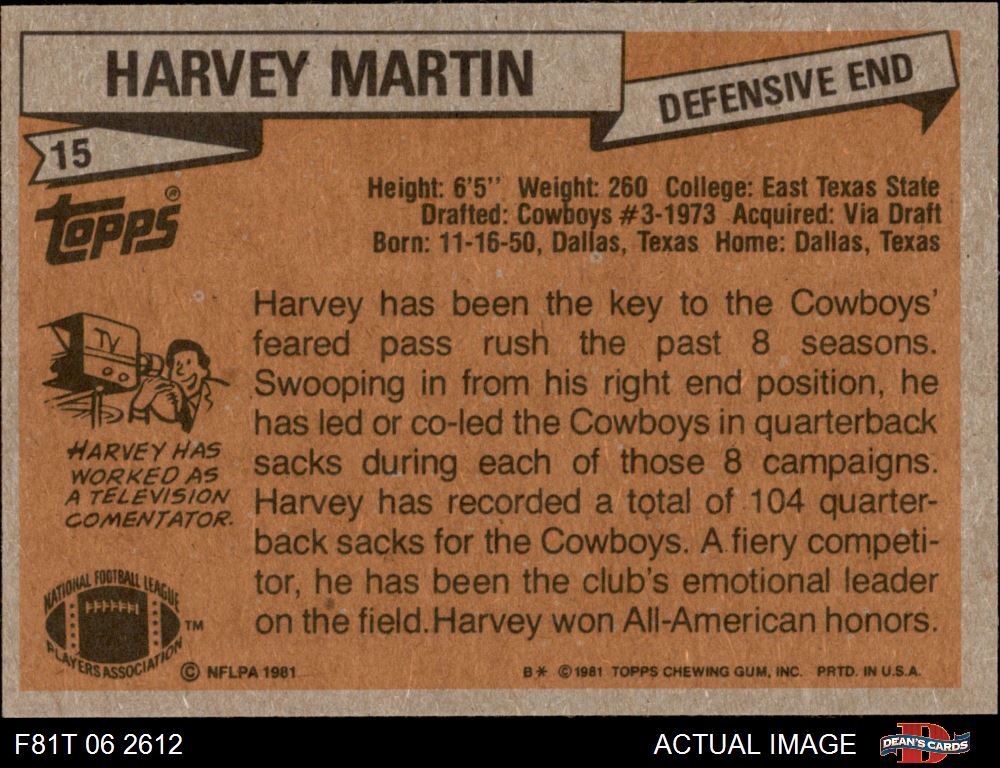 HARVEY MARTIN
DEFENSIVE END
15
TOPPS®
Height: 6'5'' Weight: 260 College: East Texas State
Drafted: Cowboys #3-1973 Acquired: Via Draft
Born: 11-16-50, Dallas, Texas Home: Dallas, Texas
Harvey has been the key to the Cowboys'
feared pass rush the past 8 seasons.
Swooping in from his right end position, he
has led or co-led the Cowboys in quarterback
sacks during each of those 8 campaigns.
Harvey has recorded a total of 104 quarter-
back sacks for the Cowboys. A fiery competi-
tor, he has been the club's emotional leader
on the field. Harvey won All-American honors.
TV
HARVEY HAS
WORKED AS
A TELEVISION
COMENTATOR.
NATIONAL FOOTBALL LEAGUE
PLAYERS ASSOCIATION
TM
© NFLPA 1981
B* ©1981 TOPPS CHEWING GUM, INC. PRTD. IN U.S.A.
F81T 06 2612
ACTUAL IMAGE
D
DEAN'S CARDS